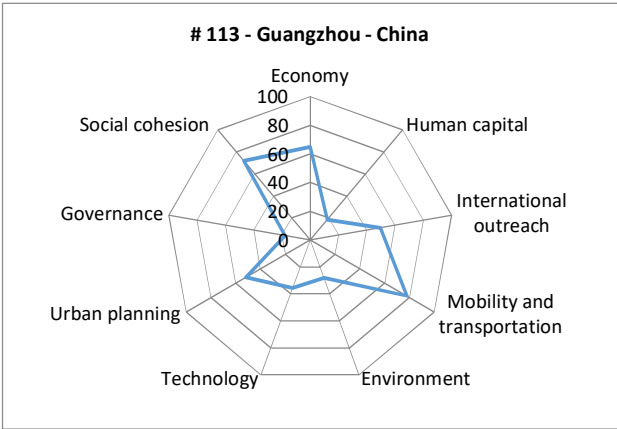 # 113 - Guangzhou - China
Economy
100
80
60
40
20
0
Human capital
International
outreach
Mobility and
transportation
Environment
Technology
Urban planning
Governance
Social cohesion